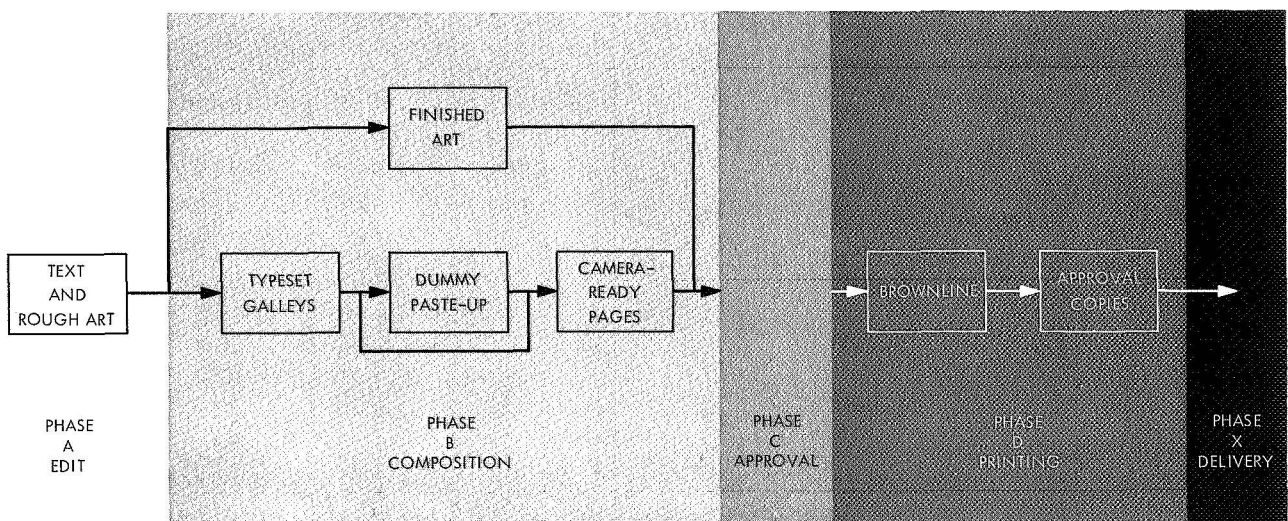 FINISHED
ART
TEXT
AND
ROUGH ART
TYPESET
GALLEYS
DUMMY
PASTE-UP
CAMERA-
READY
PAGES
BROWNLINE
APPROVAL
COPIES
PHASE
A
EDIT
PHASE
B
COMPOSITION
PHASE
C
APPROVAL
PHASE
D
PRINTING
PHASE
X
DELIVERY